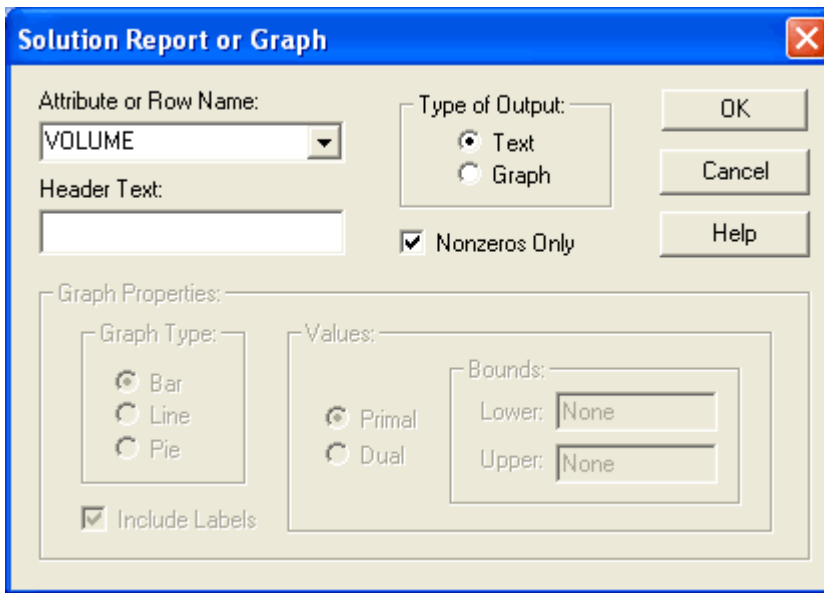 Solution Report or Graph
Attribute or Row Name:
VOLUME
Header Text:
Type of Output:
Text
Graph
Nonzeros Only
OK
Cancel
Help
Graph Properties:
Graph Type:
Bar
Line
Pie
Include Labels
Values:
Primal
Dual
Bounds:
Lower: None
Upper: None